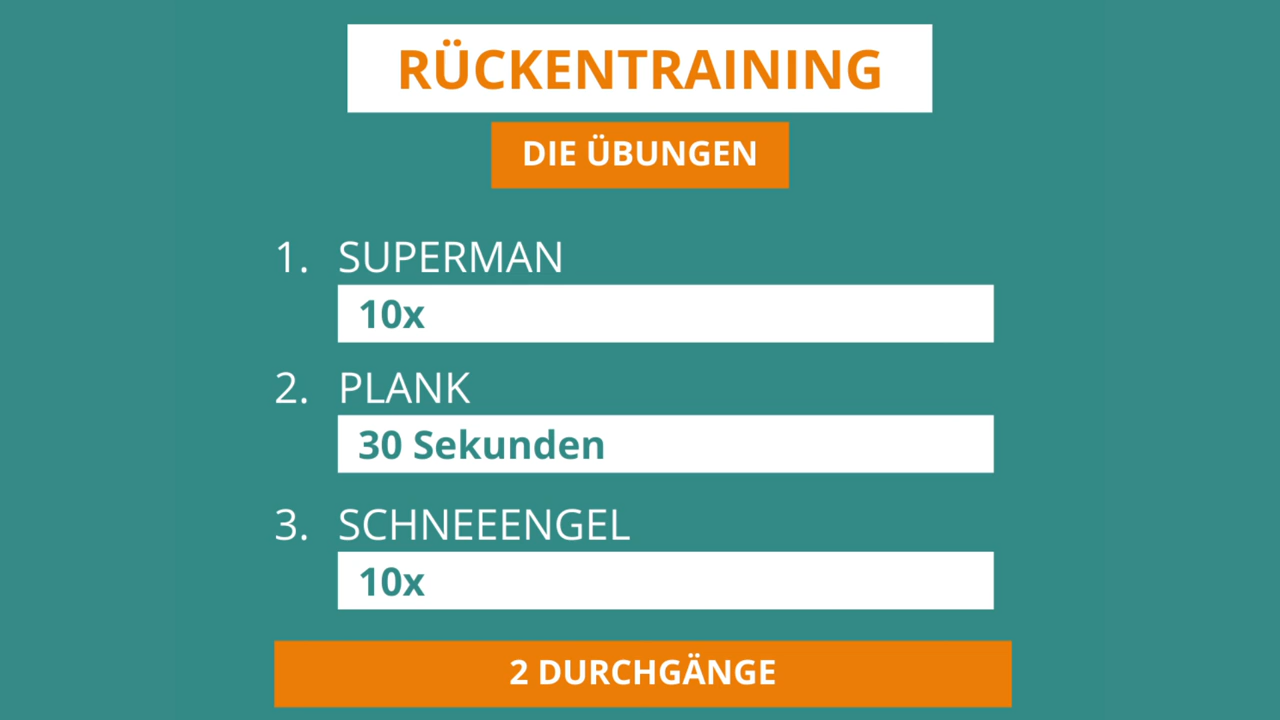 RÜCKENTRAINING
DIE ÜBUNGEN
1. SUPERMAN
10x
2. PLANK
30 Sekunden
3. SCHNEEENGEL
10x
2 DURCHGÄNGE